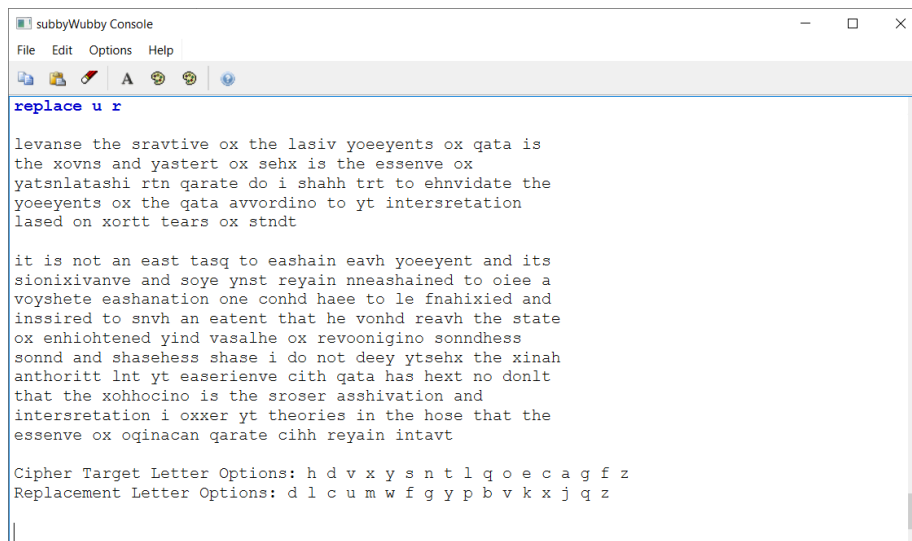 subbyWubby Console
File Edit Options Help
A
replace u r
levanse the sravtive ox the lasiv yoeeyents ox qata is
the xovns and yastert ox sehx is the essenve ox
yatsnlatashi rtn qarate do i shahh trt to ehnvidate the
yoeeyents ox the qata avvordino to yt intersretation
lased on xortt tears ox stndt
it is not an east tasq to eashain eavh yoeeyent and its
sionixivanve and soye ynst reyain nneashained to oiee a
voyshete eashanation one conhd haee to le fnahixied and
inssired to snvh an eatent that he vonhd reavh the state
ox enhiohtened yind vasalhe ox revoonigino sonndhess
sonnd and shasehess shase i do not deey ytsehx the xinah
anthoritt lnt yt easerienve cith qata has hext no donlt
that the xohhocino is the sroser asshivation and
intersretation i oxxer yt theories in the hose that the
essenve ox oqinacan qarate cihh reyain intavt
Cipher Target Letter Options: h d v x y s n t l q o e c a g f z
Replacement Letter Options: d l c u m w f g y p b v k x j q z